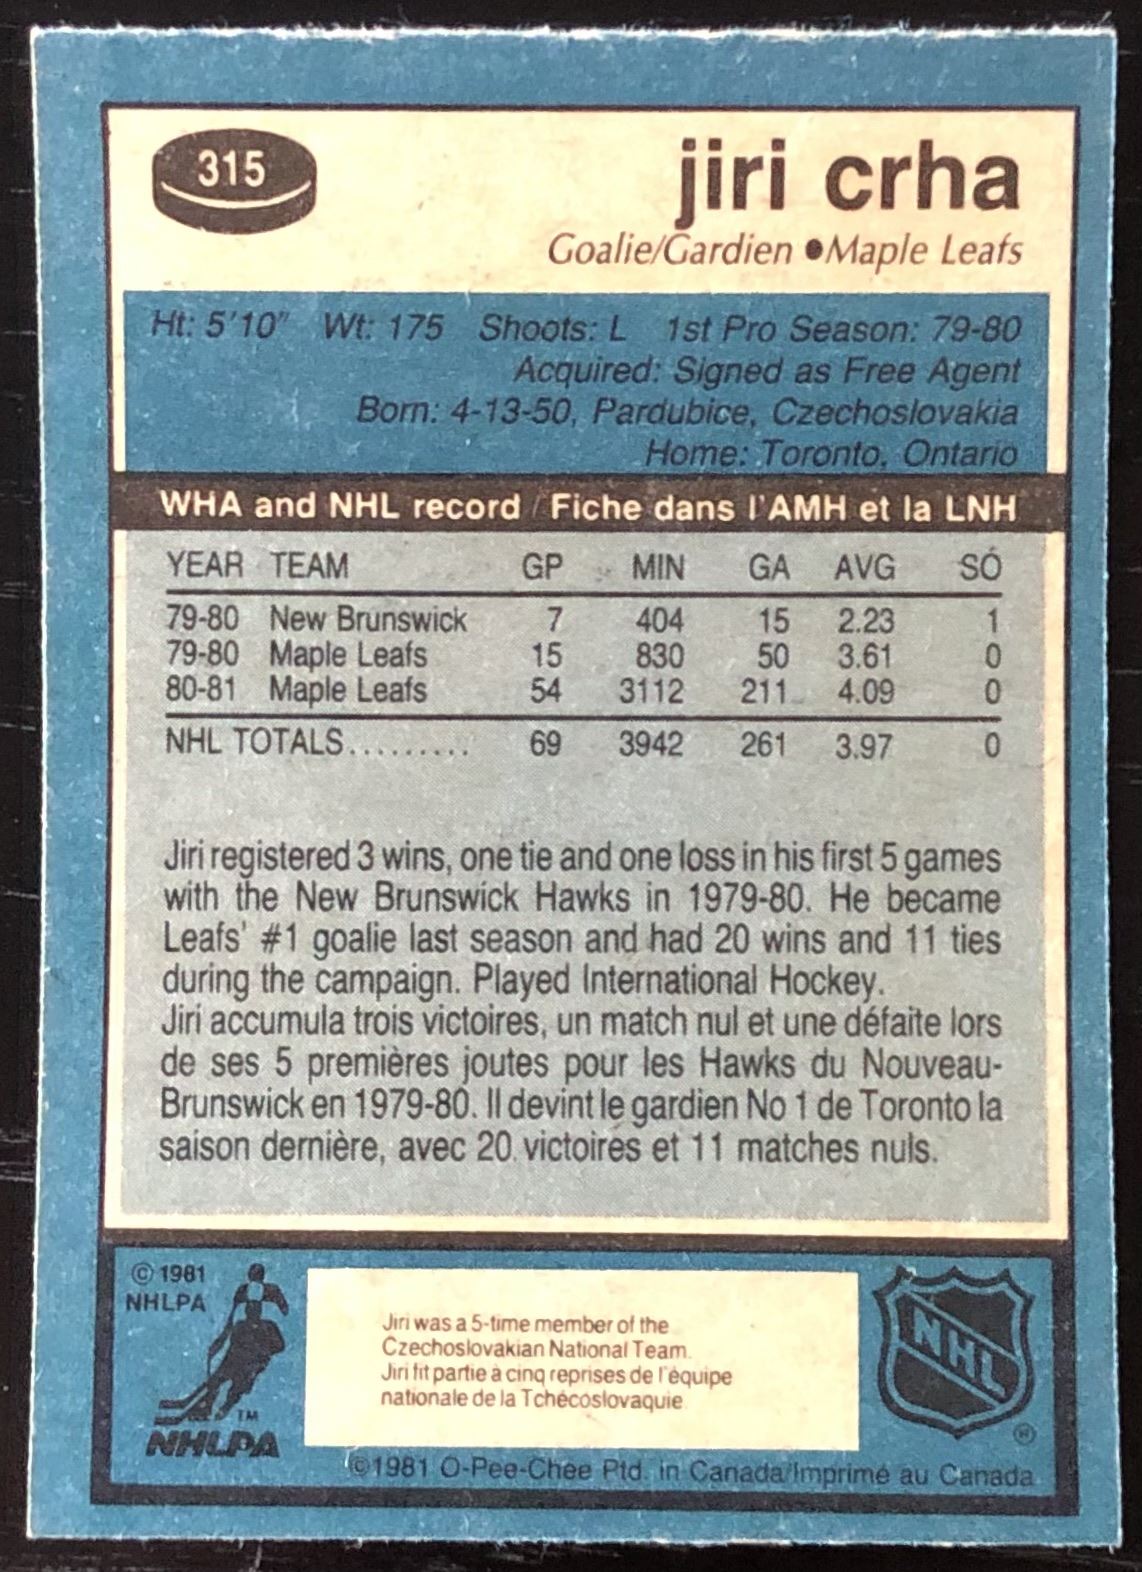 315
jiri crha
Goalie/Gardien ●Maple Leafs
Ht: 5'10" Wt: 175 Shoots: L 1st Pro Season: 79-80
Acquired: Signed as Free Agent
Born: 4-13-50, Pardubice, Czechoslovakia
Home: Toronto, Ontario
WHA and NHL record / Fiche dans l'AMH et la LNH
YEAR TEAM GP MIN GA AVG SO
79-80 New Brunswick 7 404 15 2.23 1
79-80 Maple Leafs 15 830 50 3.61 0
80-81 Maple Leafs 54 3112 211 4.09 0
NHL TOTALS......... 69 3942 261 3.97 0
Jiri registered 3 wins, one tie and one loss in his first 5 games
with the New Brunswick Hawks in 1979-80. He became
Leafs' #1 goalie last season and had 20 wins and 11 ties
during the campaign. Played International Hockey.
Jiri accumula trois victoires, un match nul et une défaite lors
de ses 5 premières joutes pour les Hawks du Nouveau-
Brunswick en 1979-80. Il devint le gardien No 1 de Toronto la
saison dernière, avec 20 victoires et 11 matches nuls.
© 1981
NHLPA
TM
NHLPA
Jiri was a 5-time member of the
Czechoslovakian National Team.
Jiri fit partie à cinq reprises de l'équipe
nationale de la Tchécoslovaquie
NHL
®
©1981 O-Pee-Chee Ptd. in Canada/Imprimé au Canada